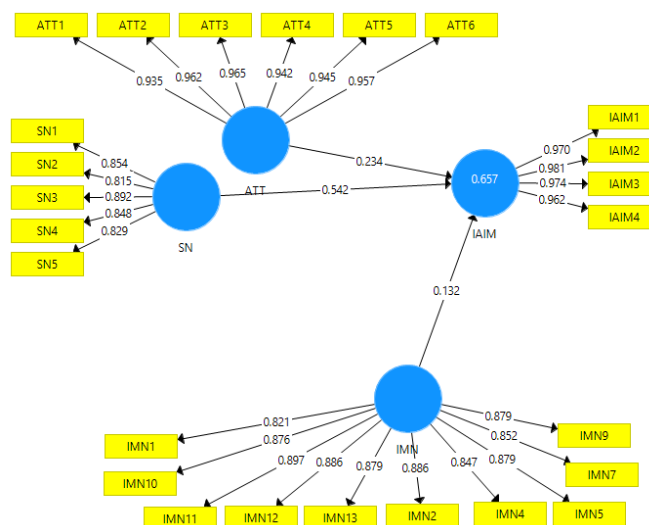 ATT1 ATT2 ATT3 ATT4 ATT5 ATT6
0.935 0.962 0.965 0.942 0.945 0.957
SN1
SN2
SN3
SN4
SN5
0.854
0.815
0.892
0.848
0.829
ATT
SN
0.234
0.542
0.657
IAIM
0.970
0.981
0.974
0.962
IAIM1
IAIM2
IAIM3
IAIM4
0.132
IMN
0.821
0.876
0.897
0.886
0.879
0.886
0.847
0.879
0.852
0.879
IMN1
IMN10
IMN11
IMN12
IMN13
IMN2
IMN4
IMN5
IMN7
IMN9